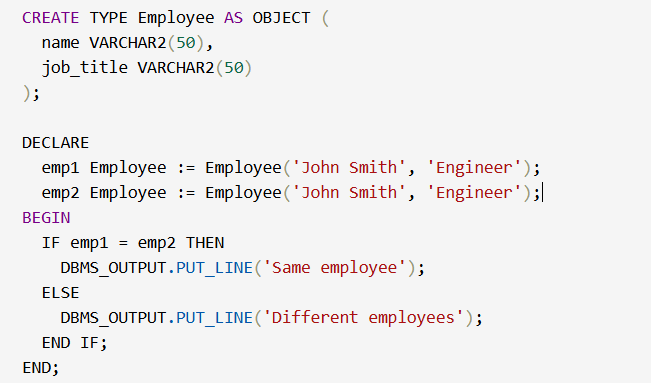 CREATE TYPE Employee AS OBJECT (
  name VARCHAR2(50),
  job_title VARCHAR2(50)
);

DECLARE
  emp1 Employee := Employee('John Smith', 'Engineer');
  emp2 Employee := Employee('John Smith', 'Engineer');
BEGIN
  IF emp1 = emp2 THEN
    DBMS_OUTPUT.PUT_LINE('Same employee');
  ELSE
    DBMS_OUTPUT.PUT_LINE('Different employees');
  END IF;
END;